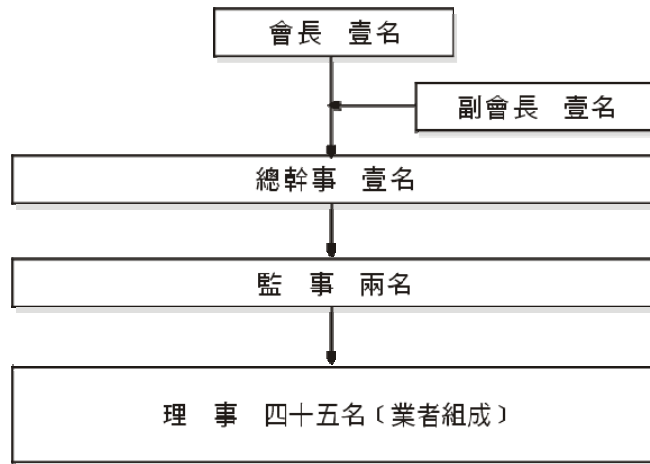 會長　壹名
副會長　壹名
總幹事　壹名
監　事　兩名
理　事　四十五名﹝業者組成﹞